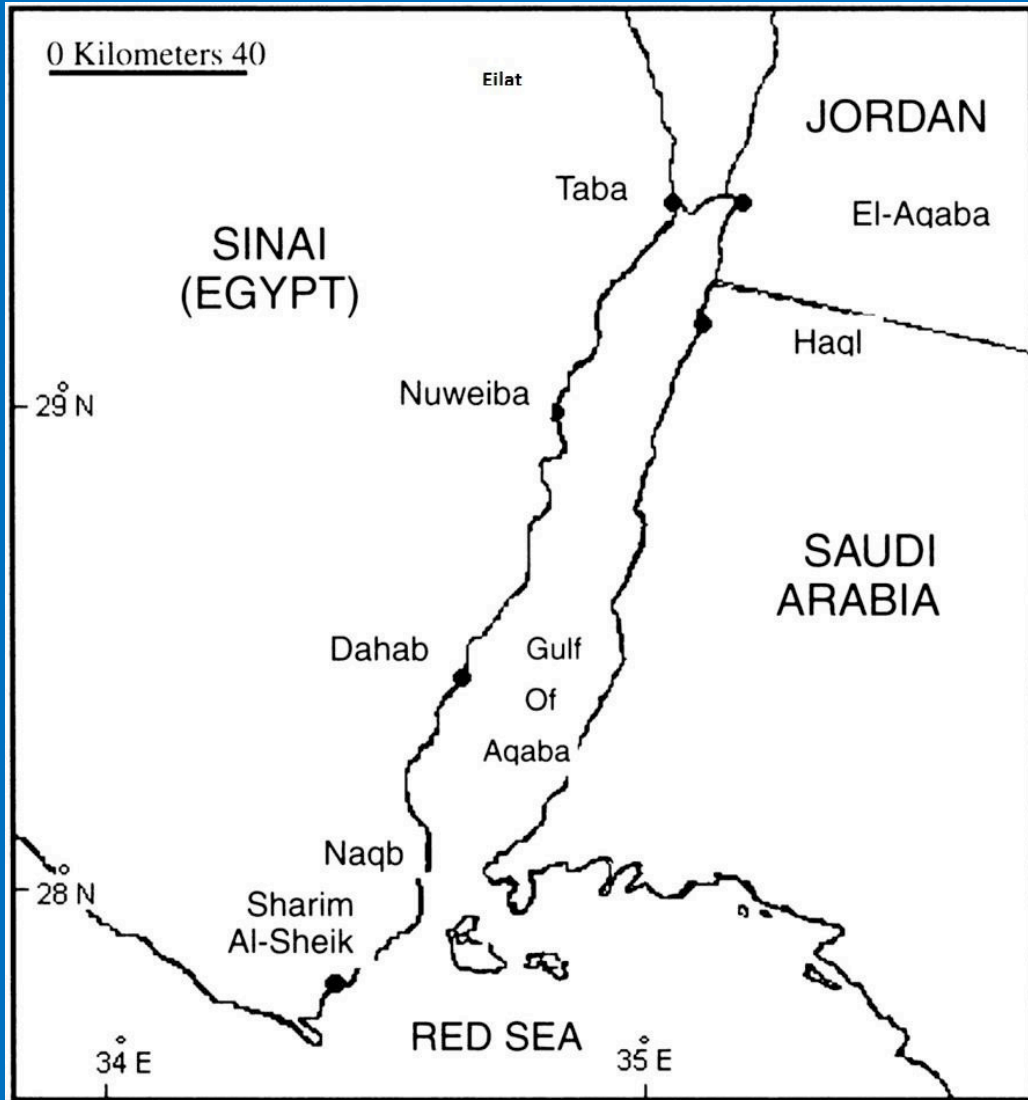 0 Kilometers 40
Eilat
JORDAN
Taba
El-Aqaba
SINAI
(EGYPT)
Haql
Nuweiba
29 N
SAUDI
ARABIA
Dahab
Gulf
Of
Aqaba
Naqb
28 N
Sharim
Al-Sheik
RED SEA
34 E
35 E